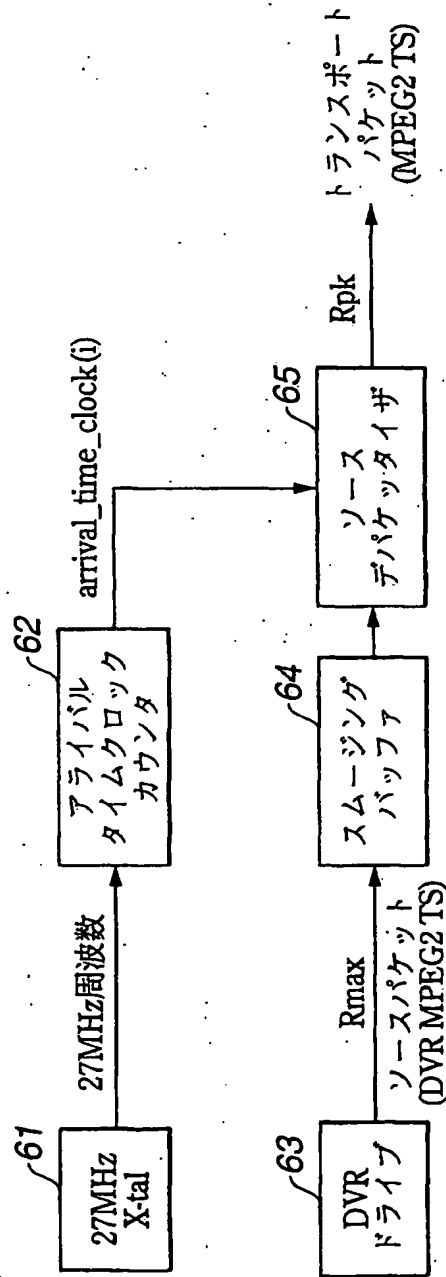 61
27MHz
X-tal
27MHz周波数
62
アライバル
タイムクロック
カウンタ
arrival_time_clock(i)
63
DVR
ドライブ
Rmax
ソースパケット
(DVR MPEG2 TS)
64
スムージング
バッファ
65
ソース
デパケッタイザ
Rpk
トランスポート
パケット
(MPEG2 TS)